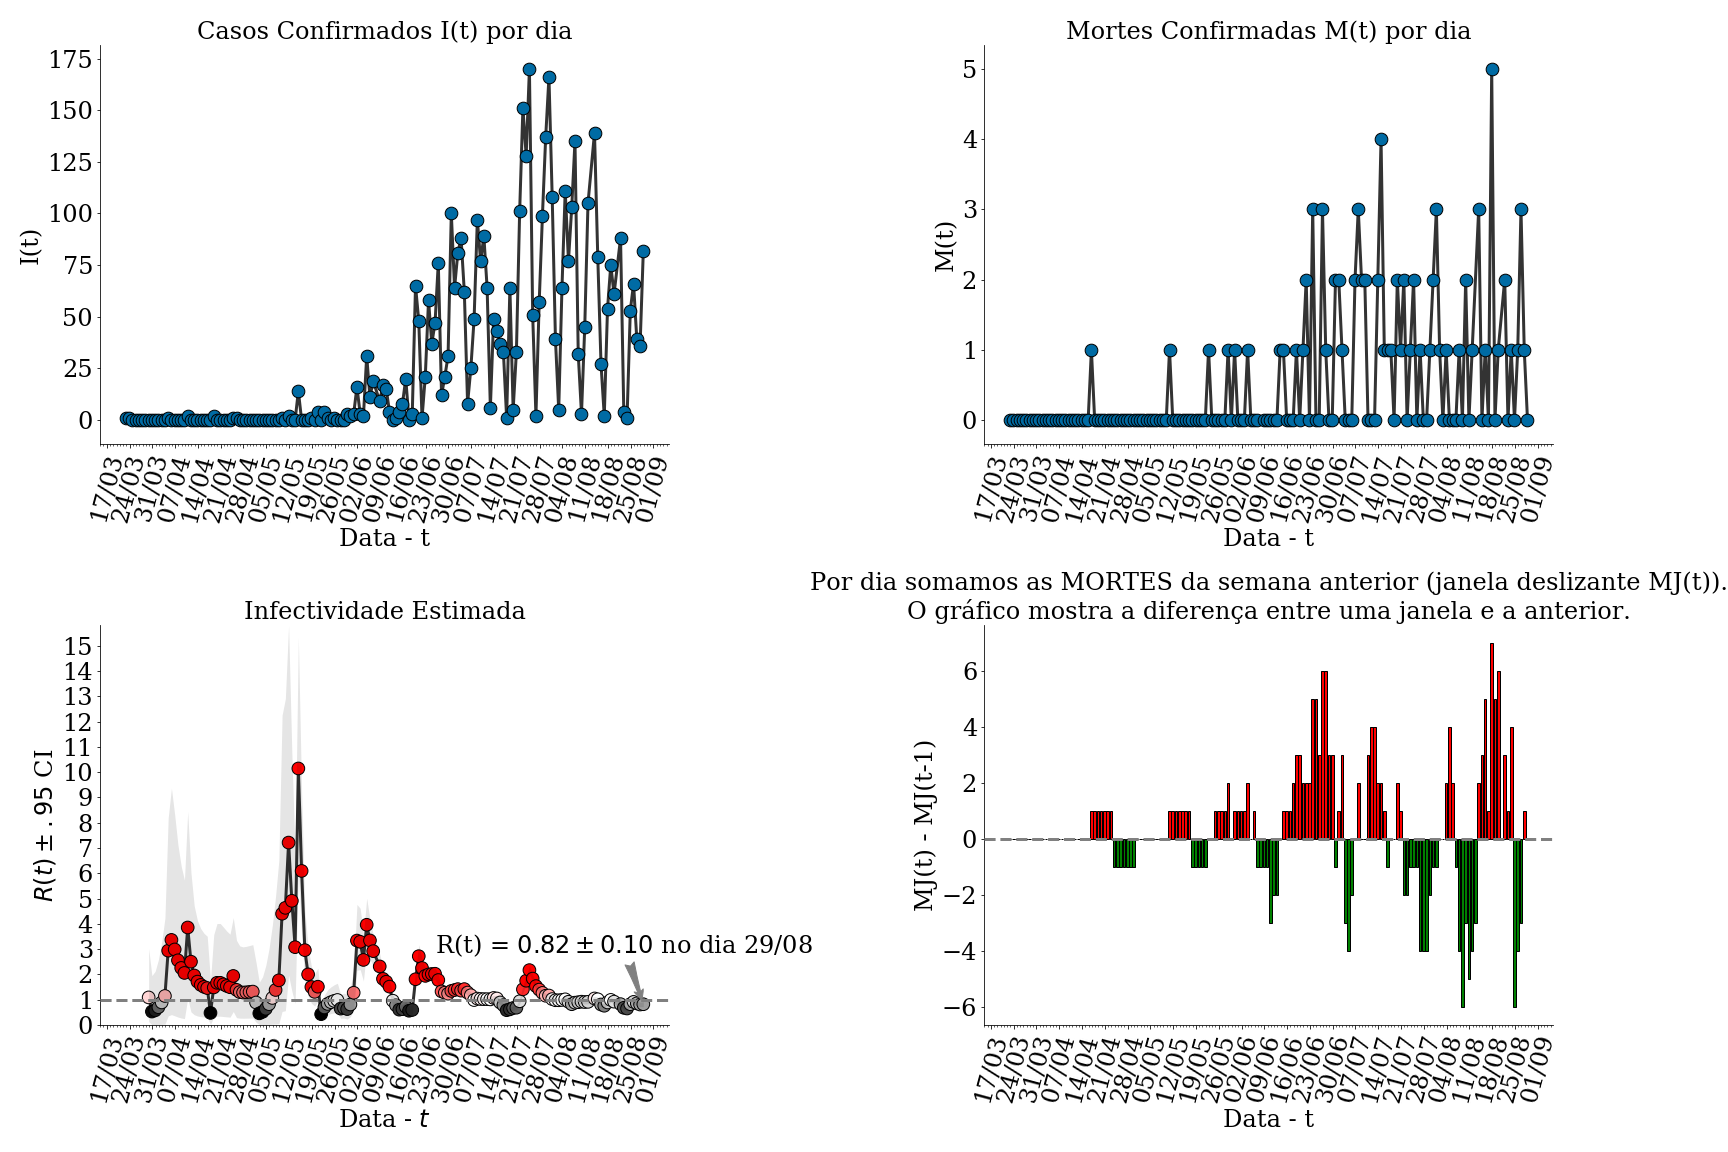 Casos Confirmados I(t) por dia
175
150
125
100
75
50
25
0
I(t)
17/03 24/03 31/03 07/04 14/04 21/04 28/04 05/05 12/05 19/05 26/05 02/06 09/06 16/06 23/06 30/06 07/07 14/07 21/07 28/07 04/08 11/08 18/08 25/08 01/09
Data - t
Mortes Confirmadas M(t) por dia
5
4
3
2
1
0
M(t)
17/03 24/03 31/03 07/04 14/04 21/04 28/04 05/05 12/05 19/05 26/05 02/06 09/06 16/06 23/06 30/06 07/07 14/07 21/07 28/07 04/08 11/08 18/08 25/08 01/09
Data - t
Infectividade Estimada
15
14
13
12
11
10
9
8
7
6
5
4
3
2
1
0
R(t) ± .95 CI
R(t) = 0.82 ± 0.10 no dia 29/08
17/03 24/03 31/03 07/04 14/04 21/04 28/04 05/05 12/05 19/05 26/05 02/06 09/06 16/06 23/06 30/06 07/07 14/07 21/07 28/07 04/08 11/08 18/08 25/08 01/09
Data - t
Por dia somamos as MORTES da semana anterior (janela deslizante MJ(t)).
O gráfico mostra a diferença entre uma janela e a anterior.
6
4
2
0
−2
−4
−6
MJ(t) - MJ(t-1)
17/03 24/03 31/03 07/04 14/04 21/04 28/04 05/05 12/05 19/05 26/05 02/06 09/06 16/06 23/06 30/06 07/07 14/07 21/07 28/07 04/08 11/08 18/08 25/08 01/09
Data - t